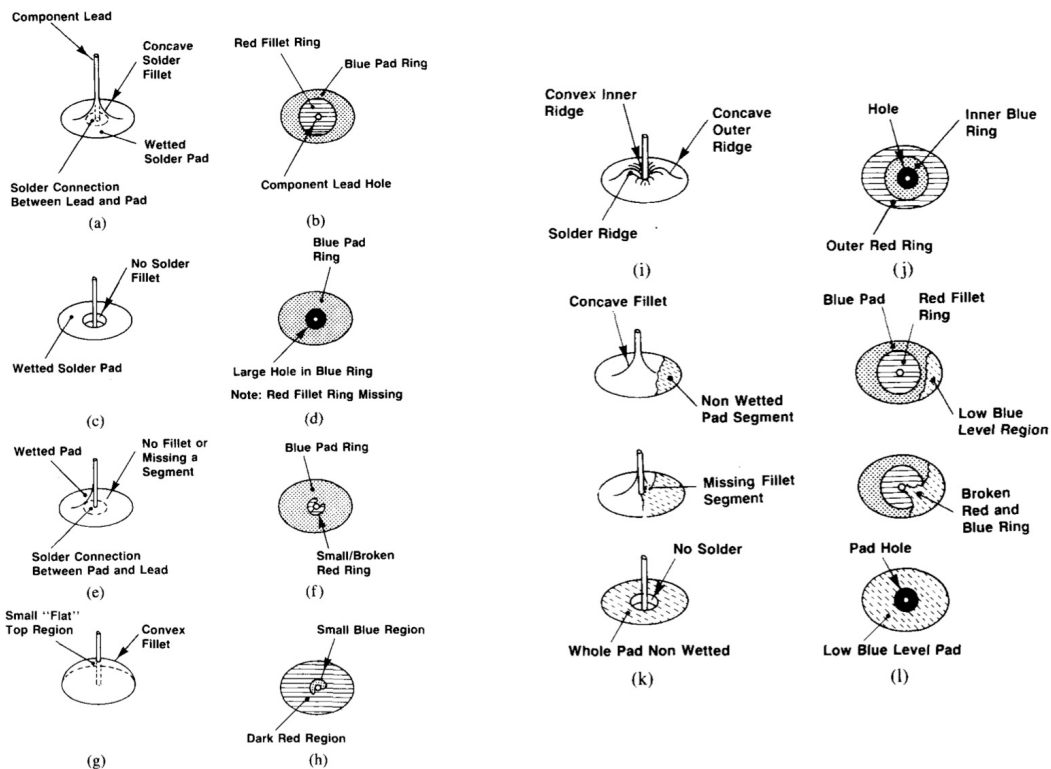 Component Lead
Concave
Solder
Fillet
Wetted
Solder Pad
Solder Connection
Between Lead and Pad
(a)
Red Fillet Ring
Blue Pad Ring
Component Lead Hole
(b)
No Solder
Fillet
Wetted Solder Pad
(c)
Blue Pad
Ring
Large Hole in Blue Ring
Note: Red Fillet Ring Missing
(d)
Wetted Pad
No Fillet or
Missing a
Segment
Solder Connection
Between Pad and Lead
(e)
Blue Pad Ring
Small/Broken
Red Ring
(f)
Small "Flat"
Top Region
Convex
Fillet
(g)
Small Blue Region
Dark Red Region
(h)
Convex Inner
Ridge
Concave
Outer
Ridge
Solder Ridge
(i)
Hole
Inner Blue
Ring
Outer Red Ring
(j)
Concave Fillet
Non Wetted
Pad Segment
Missing Fillet
Segment
No Solder
Whole Pad Non Wetted
(k)
Blue Pad
Red Fillet
Ring
Low Blue
Level Region
Broken
Red and
Blue Ring
Pad Hole
Low Blue Level Pad
(l)